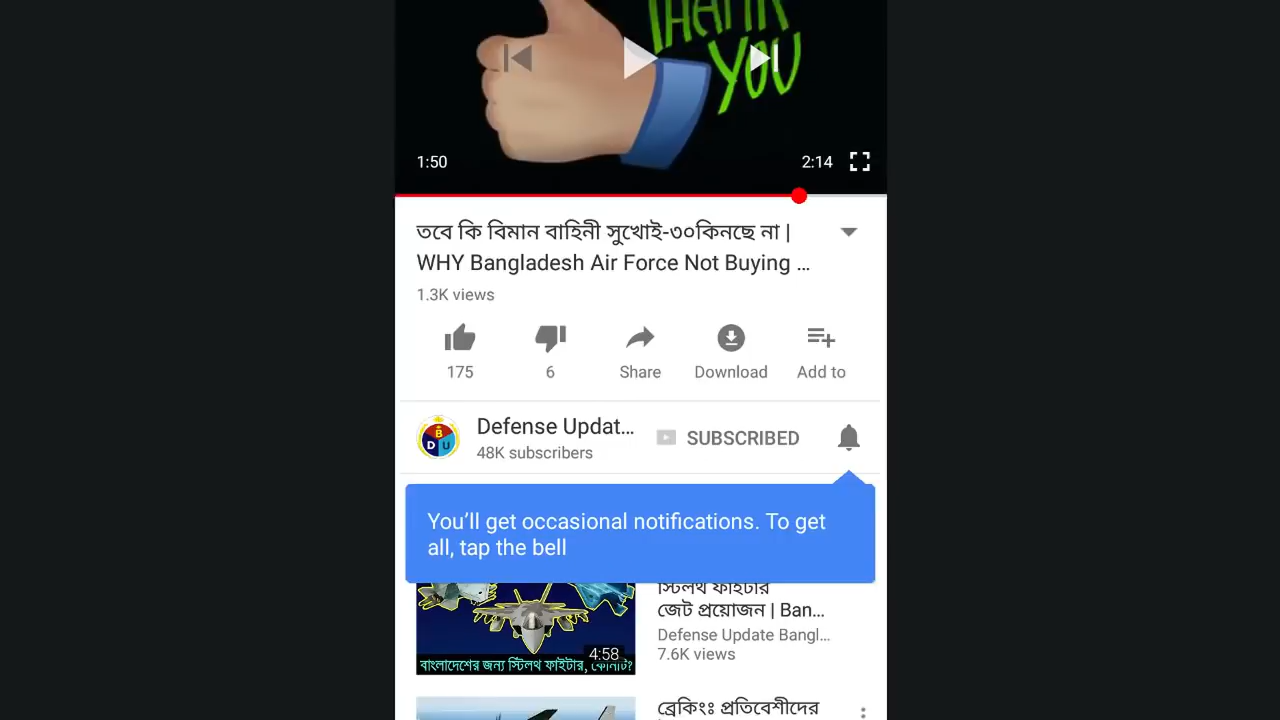 THANK
YOU
1:50
2:14
তবে কি বিমান বাহিনী সুখোই-৩০কিনছে না |
WHY Bangladesh Air Force Not Buying ...
1.3K views
175
6
Share
Download
Add to
B
D U
Defense Updat...
48K subscribers
SUBSCRIBED
You’ll get occasional notifications. To get
all, tap the bell
স্টিলথ ফাইটার
জেট প্রয়োজন | Ban...
Defense Update Bangl...
7.6K views
4:58
বাংলাদেশের জন্য স্টিলথ ফাইটার, কোনটি?
ব্রেকিংঃ প্রতিবেশীদের